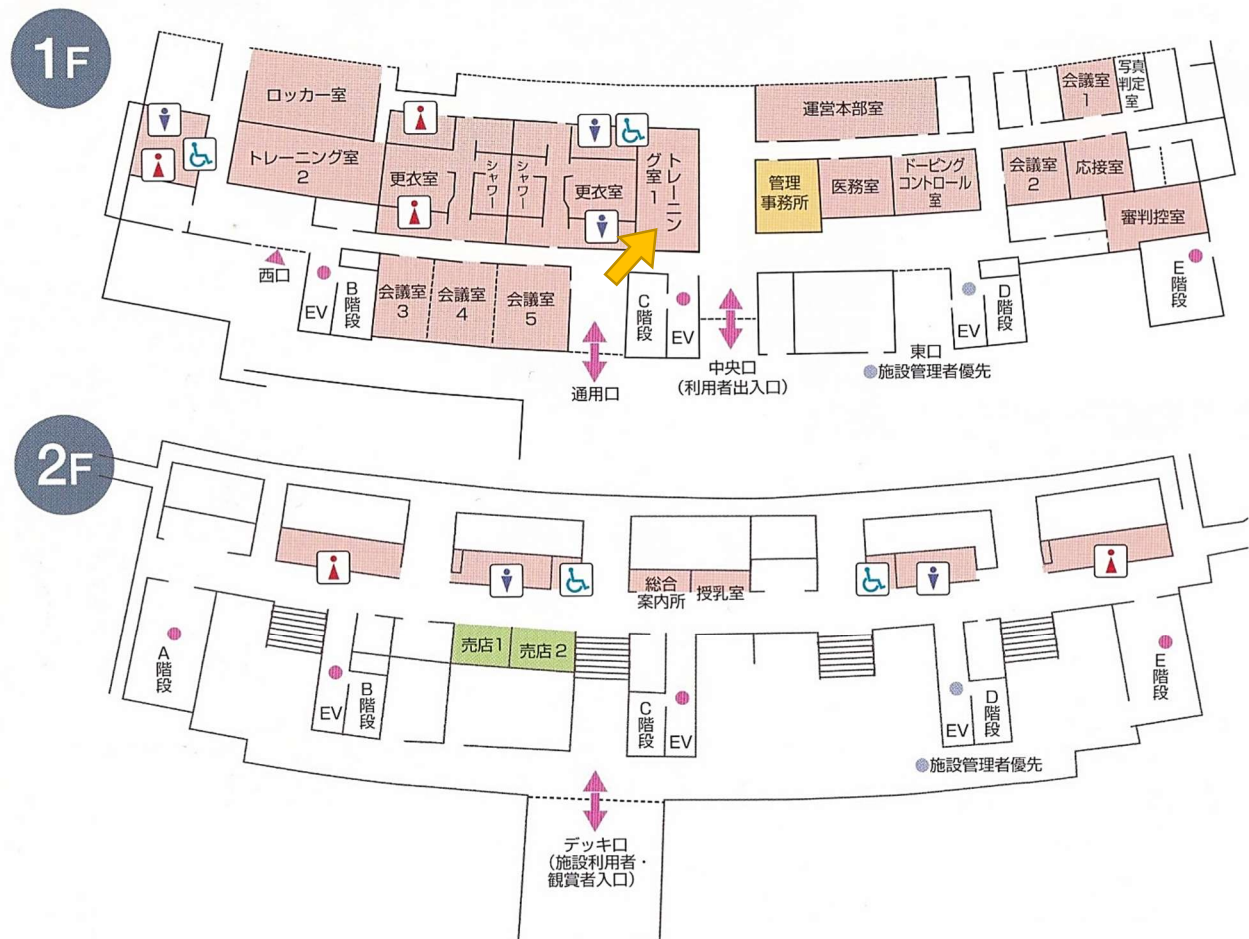 1F
ロッカー室
トレーニング室
2
更衣室
シャワー
シャワー
更衣室
トレーニン
グ室1
運営本部室
会議室
1
写真
判定
室
管理
事務所
医務室
ドーピング
コントロール
室
会議室
2
応接室
審判控室
西口
EV
B
階
段
会議室
3
会議室
4
会議室
5
通用口
C
階
段
EV
中央口
(利用者出入口)
東口
●施設管理者優先
EV
D
階
段
E
階
段
2F
総合
案内所
授乳室
売店1
売店2
A
階
段
EV
B
階
段
C
階
段
EV
EV
D
階
段
E
階
段
●施設管理者優先
デッキ口
(施設利用者・
観賞者入口)